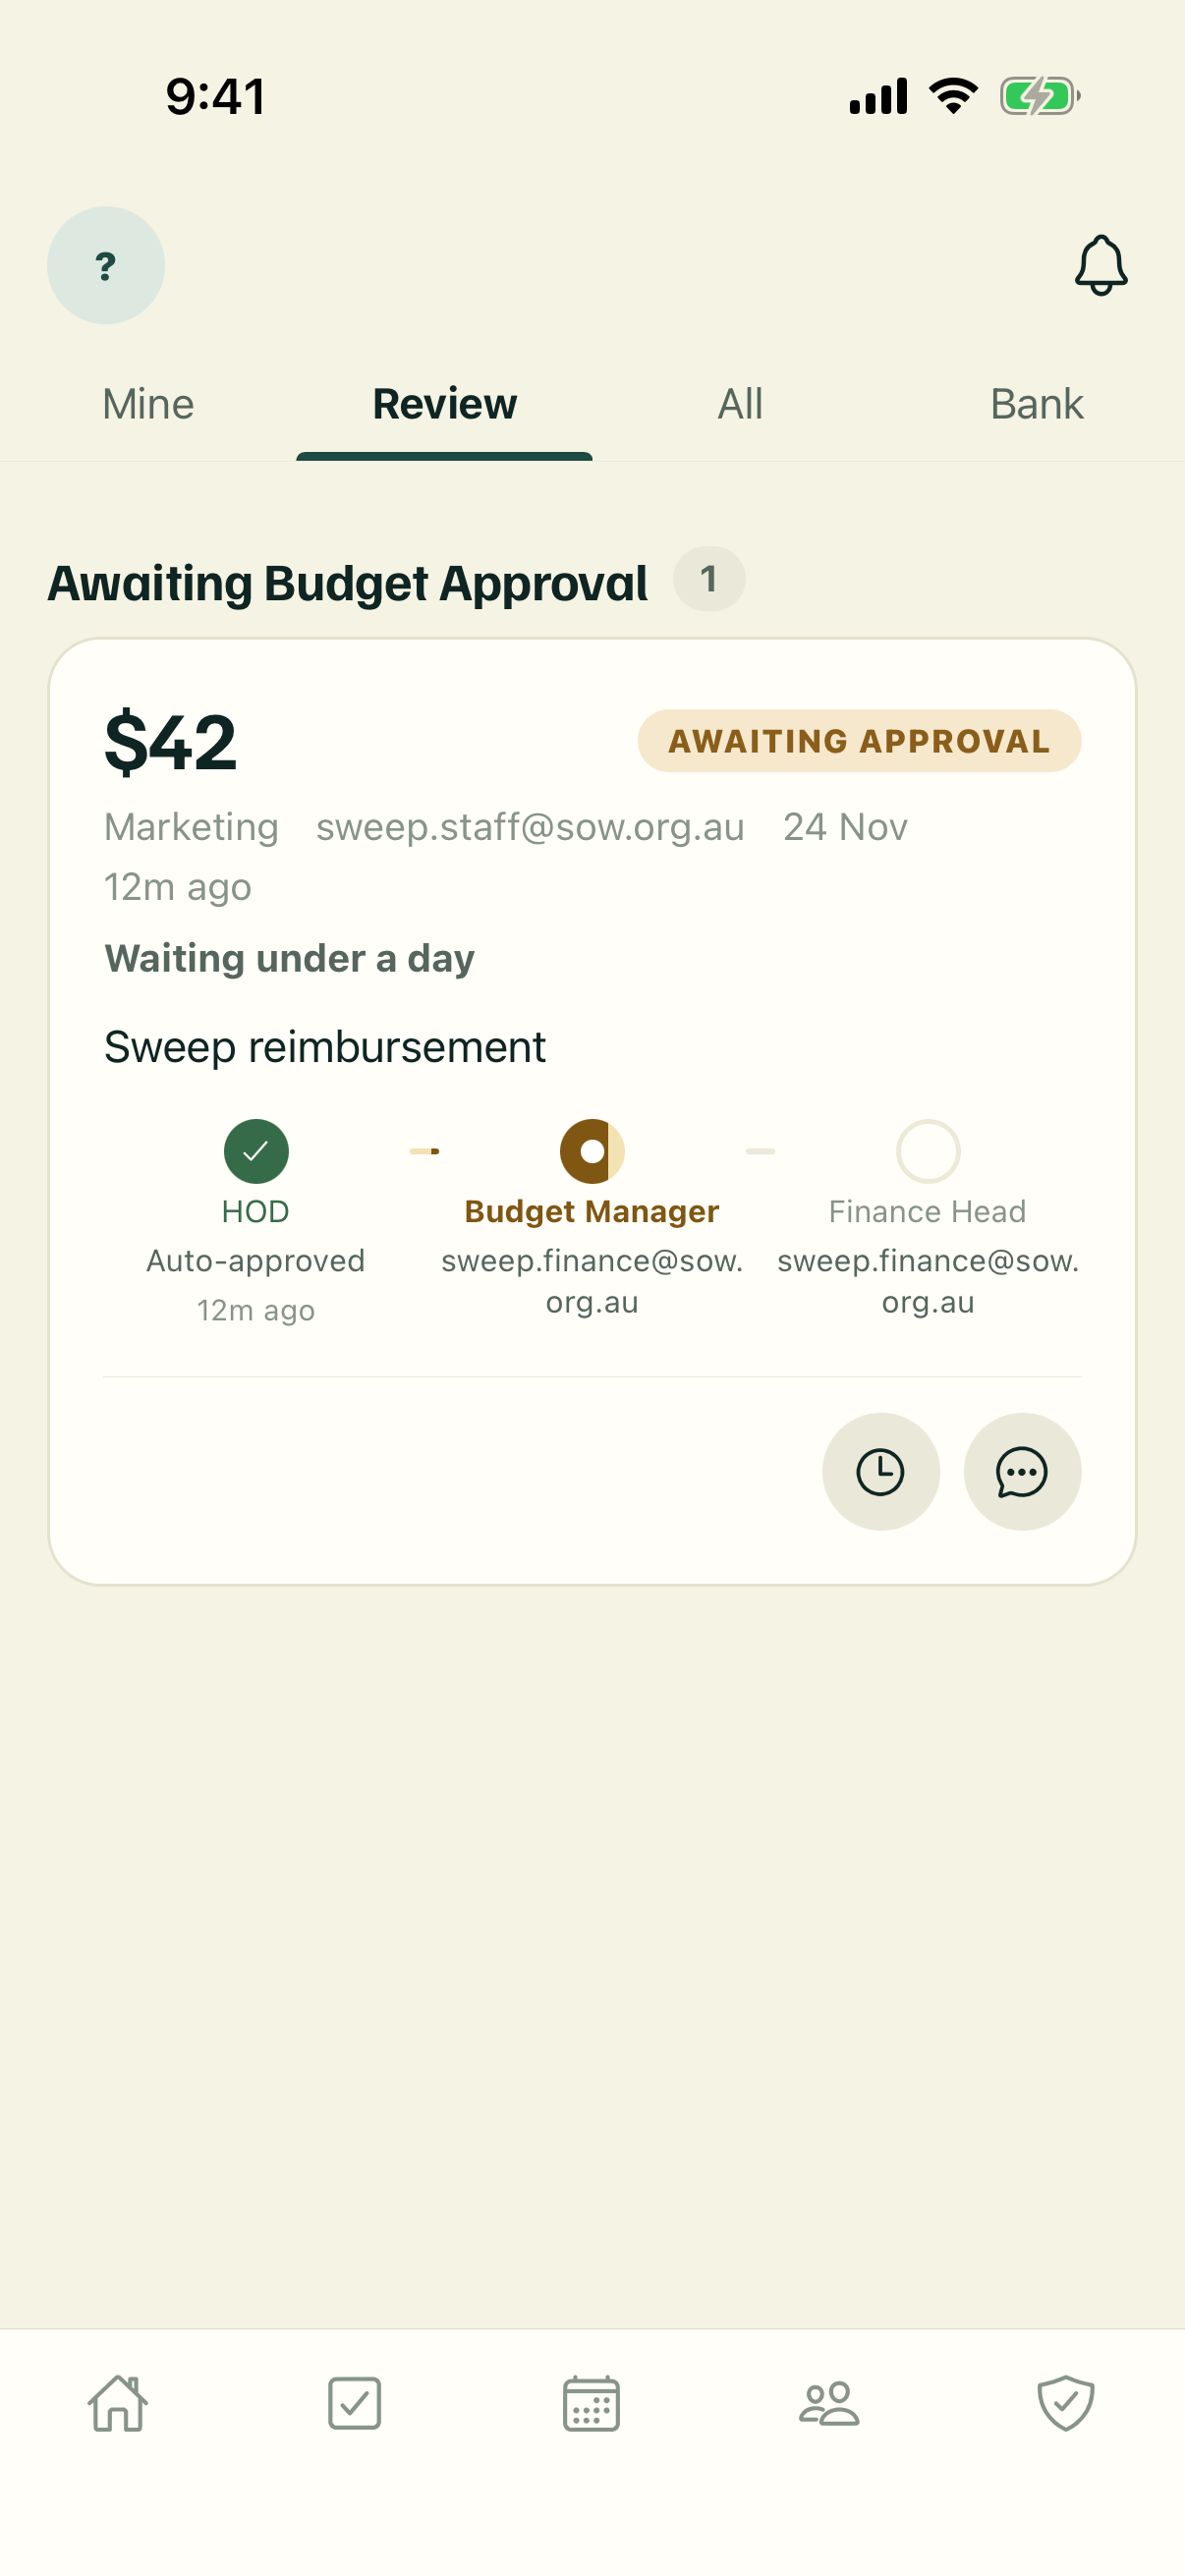 9:41
?
Mine Review All Bank
Awaiting Budget Approval 1
$42 AWAITING APPROVAL
Marketing sweep.staff@sow.org.au 24 Nov
12m ago
Waiting under a day
Sweep reimbursement
HOD Budget Manager Finance Head
Auto-approved sweep.finance@sow. sweep.finance@sow.
12m ago org.au org.au